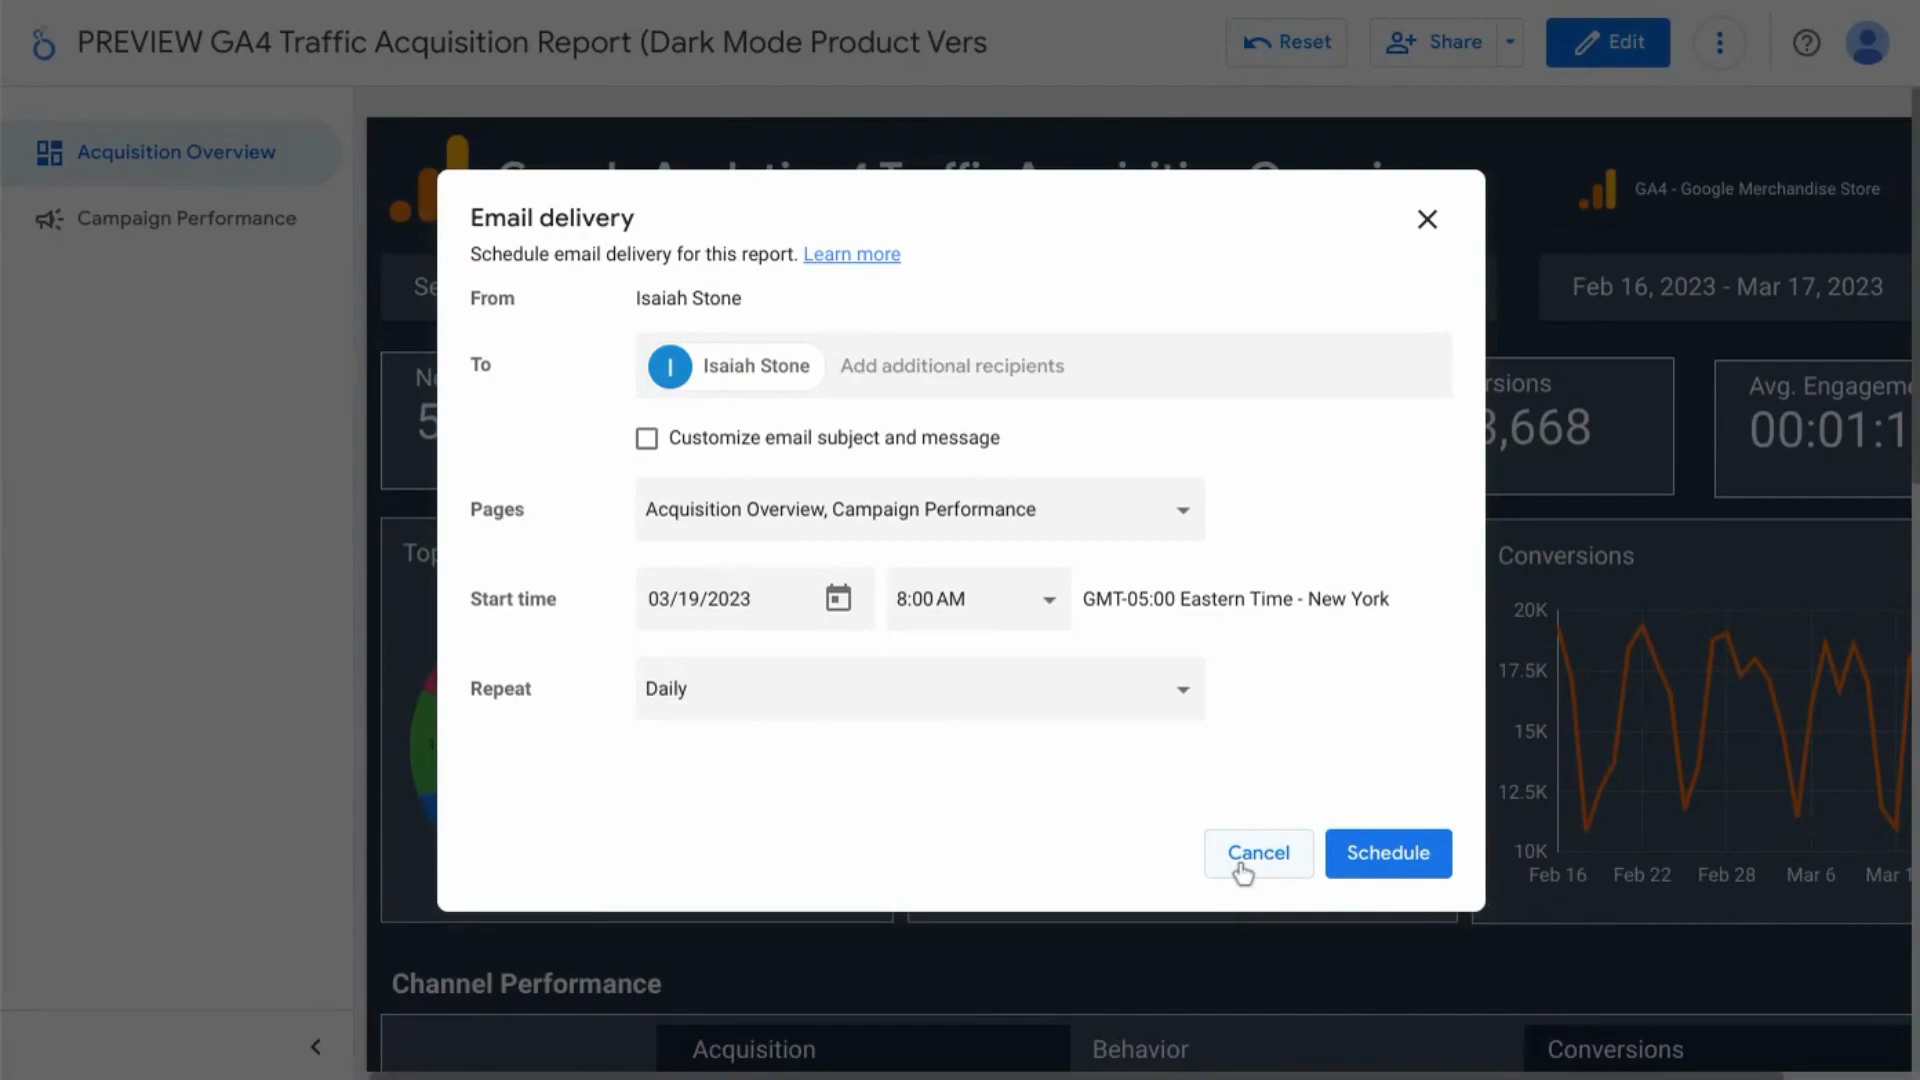 PREVIEW GA4 Traffic Acquisition Report (Dark Mode Product Vers
Reset
Share
Edit
Acquisition Overview
Campaign Performance
GA4 - Google Merchandise Store
Feb 16, 2023 - Mar 17, 2023
Email delivery
Schedule email delivery for this report. Learn more
From Isaiah Stone
To I Isaiah Stone Add additional recipients
Customize email subject and message
Pages Acquisition Overview, Campaign Performance
Start time 03/19/2023 8:00 AM GMT-05:00 Eastern Time - New York
Repeat Daily
Cancel Schedule
rsions
,668
Avg. Engageme
00:01:1
Top
Conversions
20K
17.5K
15K
12.5K
10K
Feb 16 Feb 22 Feb 28 Mar 6 Mar 1
Channel Performance
Acquisition Behavior Conversions